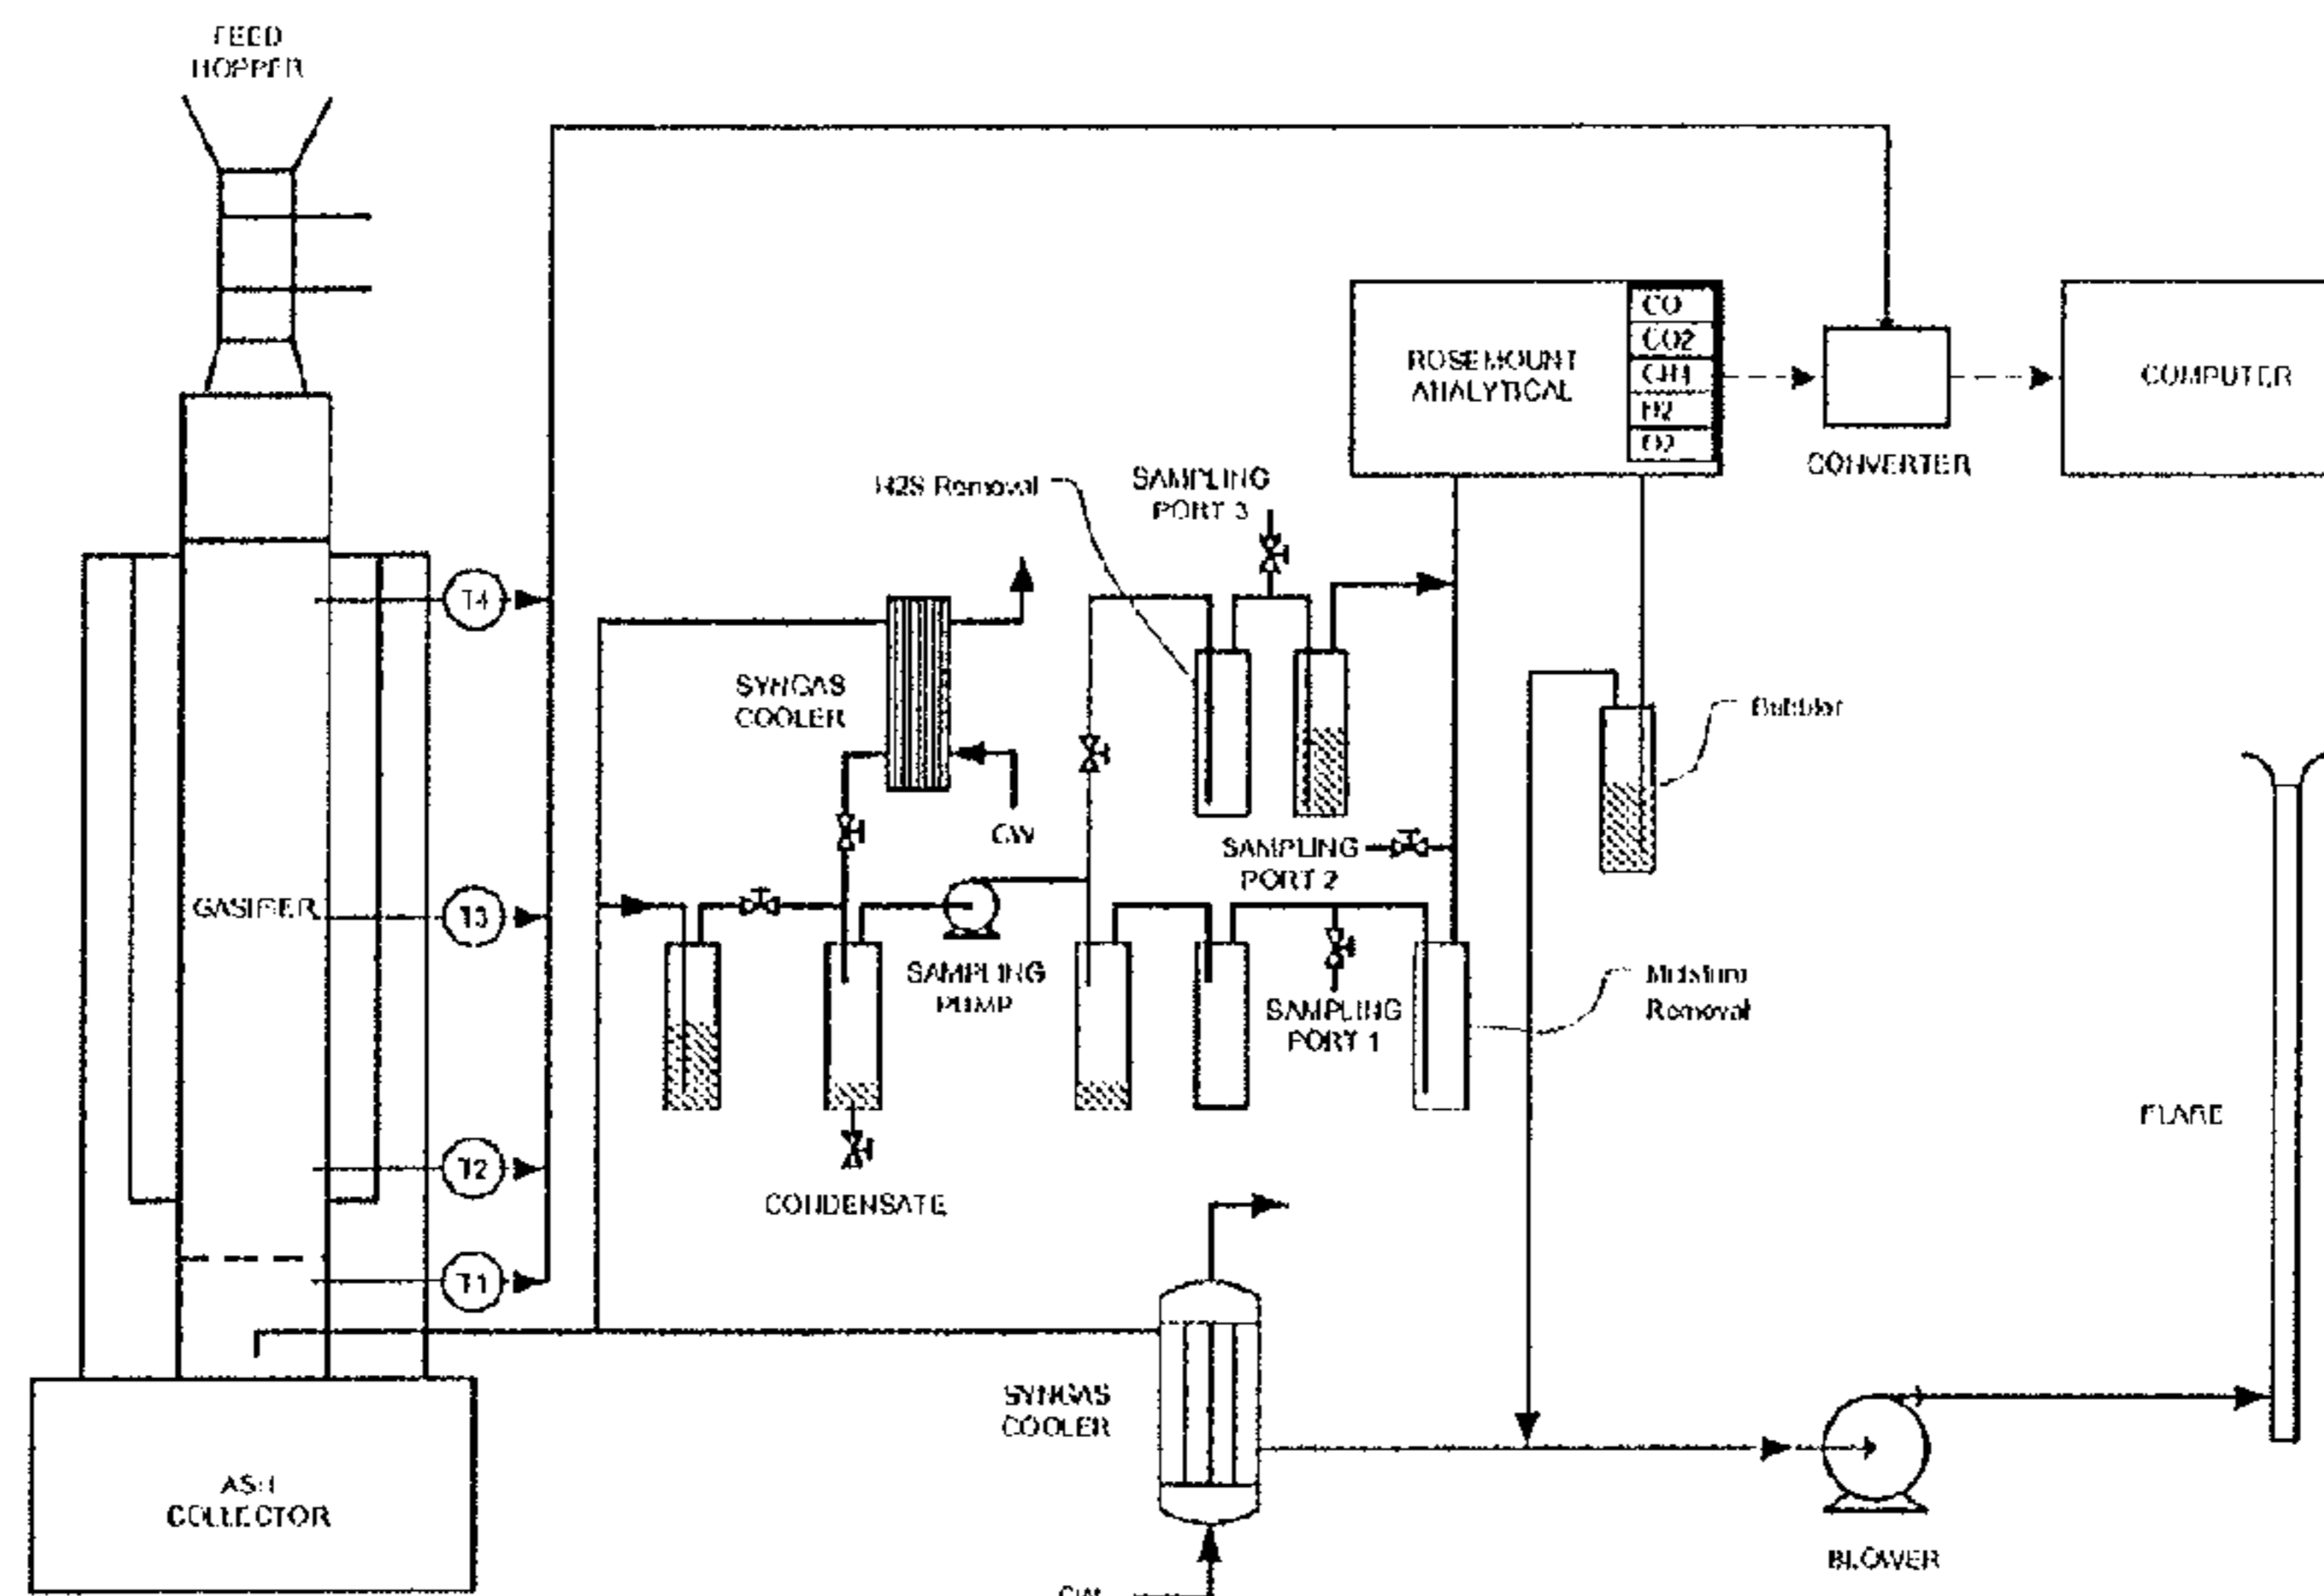 FEED
HOPPER
CO
CO2
CH4
H2
O2
ROSEMOUNT
ANALYTICAL
COMPUTER
CONVERTER
H2S Removal
SAMPLING
PORT 3
T4
SYNGAS
COOLER
Bubbler
CW
SAMPLING
PORT 2
GASIFIER
T3
SAMPLING
PUMP
SAMPLING
PORT 1
Moisture
Removal
FLARE
T2
CONDENSATE
T1
SYNGAS
COOLER
ASH
COLLECTOR
BLOWER
CW